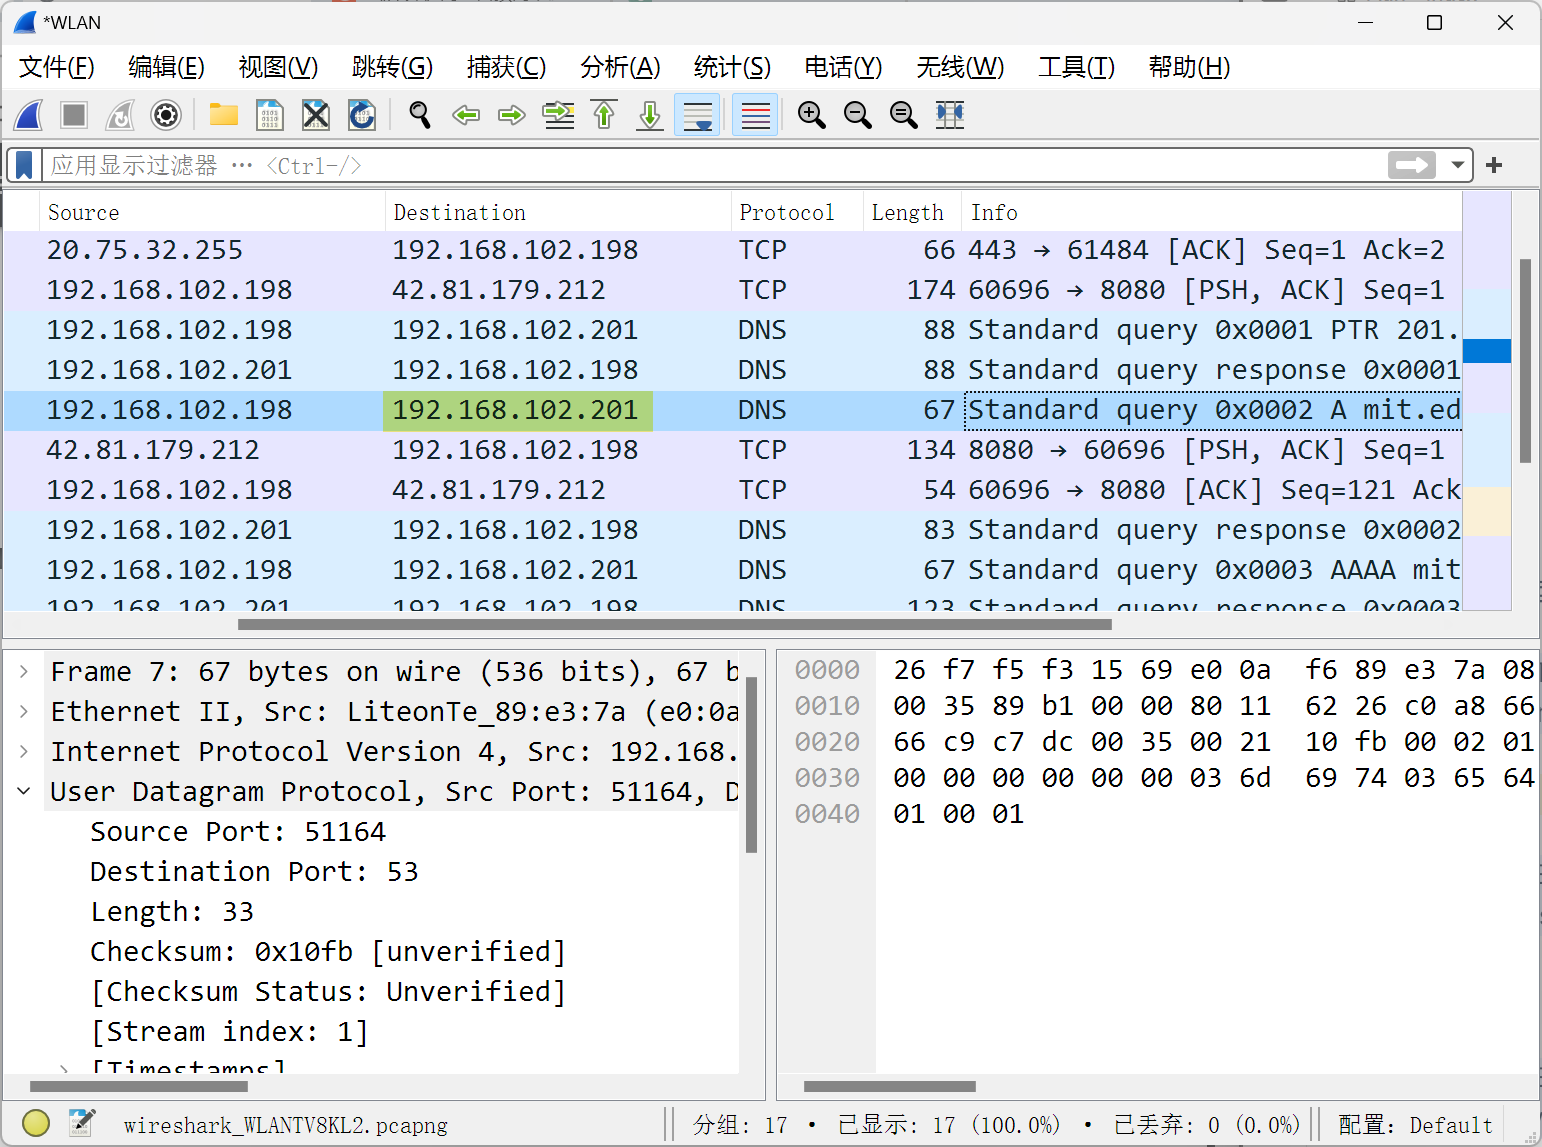 *WLAN
文件(F) 编辑(E) 视图(V) 跳转(G) 捕获(C) 分析(A) 统计(S) 电话(Y) 无线(W) 工具(T) 帮助(H)
应用显示过滤器 … <Ctrl-/>
Source Destination Protocol Length Info
20.75.32.255 192.168.102.198 TCP 66 443 → 61484 [ACK] Seq=1 Ack=2
192.168.102.198 42.81.179.212 TCP 174 60696 → 8080 [PSH, ACK] Seq=1
192.168.102.198 192.168.102.201 DNS 88 Standard query 0x0001 PTR 201.
192.168.102.201 192.168.102.198 DNS 88 Standard query response 0x0001
192.168.102.198 192.168.102.201 DNS 67 Standard query 0x0002 A mit.ed
42.81.179.212 192.168.102.198 TCP 134 8080 → 60696 [PSH, ACK] Seq=1
192.168.102.198 42.81.179.212 TCP 54 60696 → 8080 [ACK] Seq=121 Ack
192.168.102.201 192.168.102.198 DNS 83 Standard query response 0x0002
192.168.102.198 192.168.102.201 DNS 67 Standard query 0x0003 AAAA mit
192.168.102.201 192.168.102.198 DNS 123 Standard query response 0x0003
Frame 7: 67 bytes on wire (536 bits), 67 b
Ethernet II, Src: LiteonTe_89:e3:7a (e0:0a
Internet Protocol Version 4, Src: 192.168.
User Datagram Protocol, Src Port: 51164, D
Source Port: 51164
Destination Port: 53
Length: 33
Checksum: 0x10fb [unverified]
[Checksum Status: Unverified]
[Stream index: 1]
[Timestamps]
0000 26 f7 f5 f3 15 69 e0 0a f6 89 e3 7a 08
0010 00 35 89 b1 00 00 80 11 62 26 c0 a8 66
0020 66 c9 c7 dc 00 35 00 21 10 fb 00 02 01
0030 00 00 00 00 00 00 03 6d 69 74 03 65 64
0040 01 00 01
wireshark_WLANTV8KL2.pcapng 分组: 17 · 已显示: 17 (100.0%) · 已丢弃: 0 (0.0%) 配置: Default